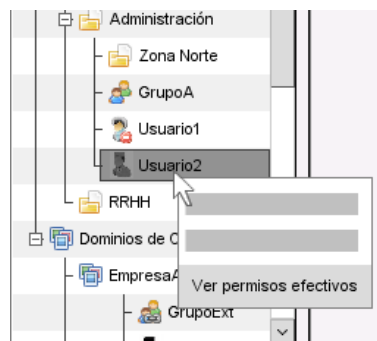 Administración
Zona Norte
GrupoA
Usuario1
Usuario2
RRHH
Dominios de C
EmpresaA
Ver permisos efectivos
GrupoExt